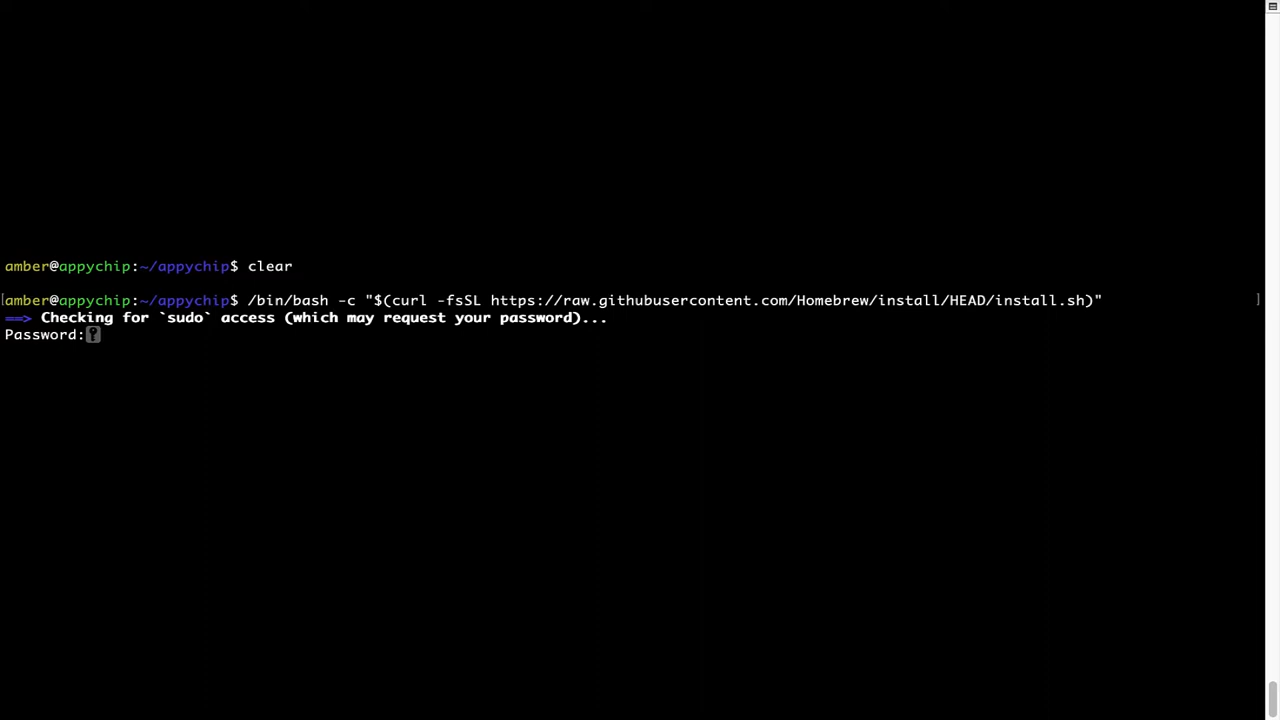 amber@appychip:~/appychip$ clear
amber@appychip:~/appychip$ /bin/bash -c "$(curl -fsSL https://raw.githubusercontent.com/Homebrew/install/HEAD/install.sh)"
==> Checking for `sudo` access (which may request your password)...
Password: